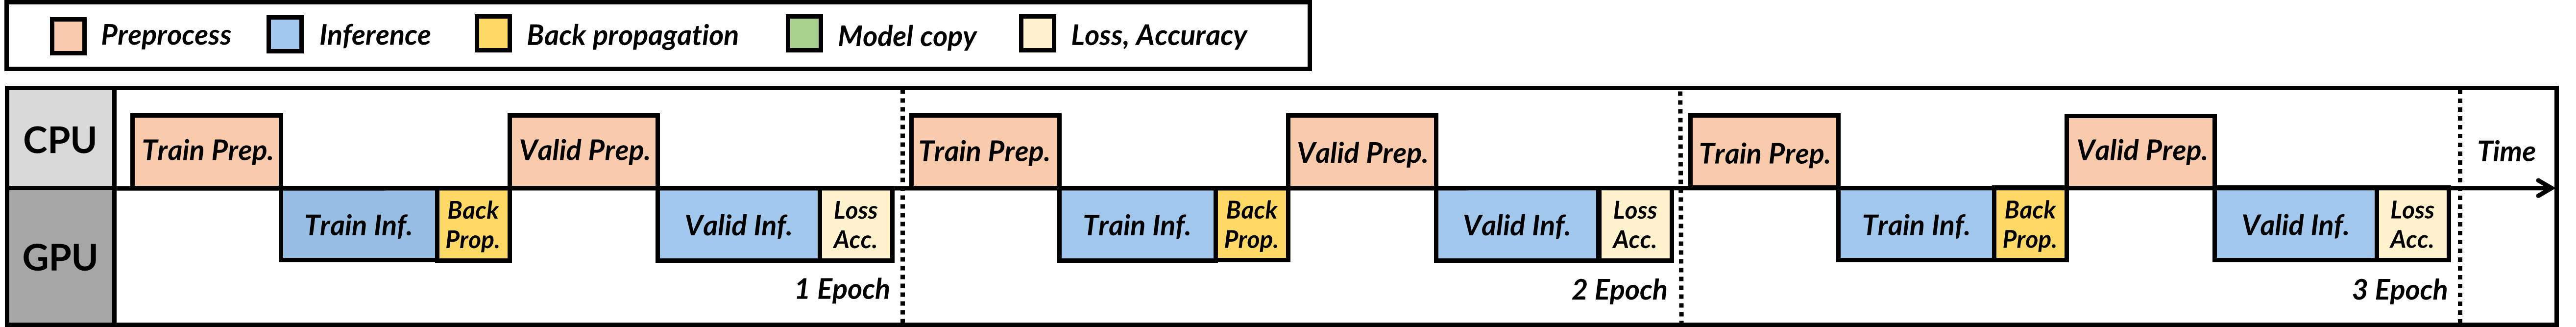 Preprocess
Inference
Back propagation
Model copy
Loss, Accuracy
CPU
Train Prep.
Valid Prep.
Train Prep.
Valid Prep.
Train Prep.
Valid Prep.
Time
GPU
Train Inf.
Back
Prop.
Valid Inf.
Loss
Acc.
Train Inf.
Back
Prop.
Valid Inf.
Loss
Acc.
Train Inf.
Back
Prop.
Valid Inf.
Loss
Acc.
1 Epoch
2 Epoch
3 Epoch